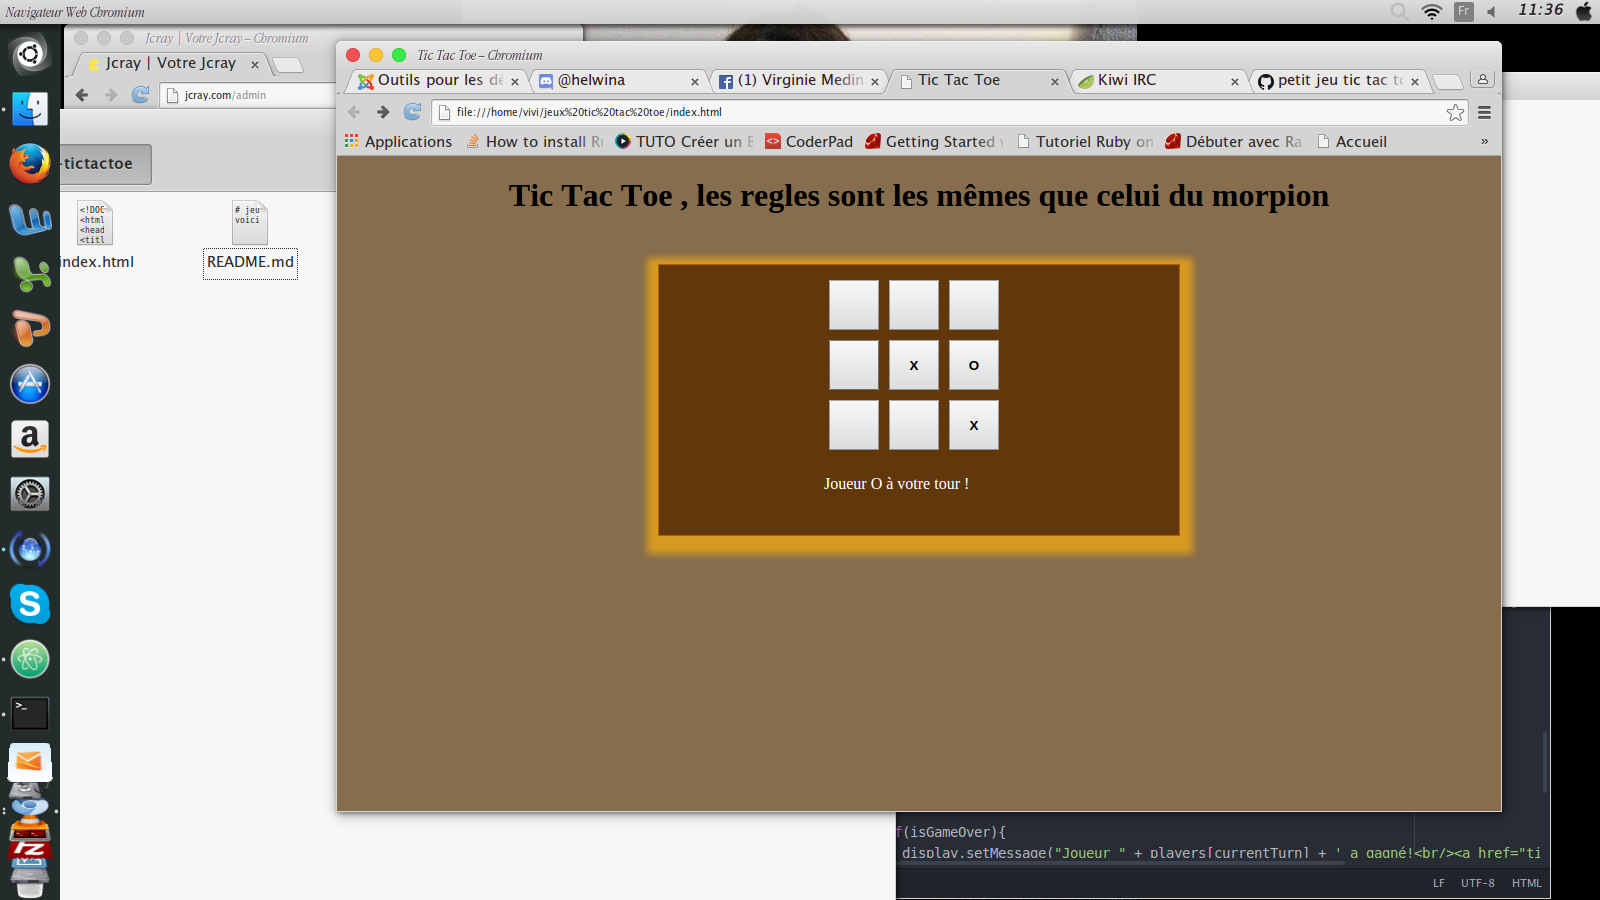 Navigateur Web Chromium
Fr
11:36
Jcray | Votre Jcray – Chromium
Jcray | Votre Jcray
jcray.com/admin
-tictactoe
<!DOC
<html
<head
<titl
index.html
# jeu
voici
README.md
Tic Tac Toe – Chromium
Outils pour les dé
@helwina
(1) Virginie Medin
Tic Tac Toe
Kiwi IRC
petit jeu tic tac to
file:///home/vivi/jeux%20tic%20tac%20toe/index.html
Applications
How to install Ru
TUTO Créer un B
CoderPad
Getting Started w
Tutoriel Ruby on
Débuter avec Ra
Accueil
»
Tic Tac Toe , les regles sont les mêmes que celui du morpion
X O
X
Joueur O à votre tour !
f(isGameOver){
display.setMessage("Joueur " + players[currentTurn] + ' a gagné!<br/><a href="ti
LF UTF-8 HTML